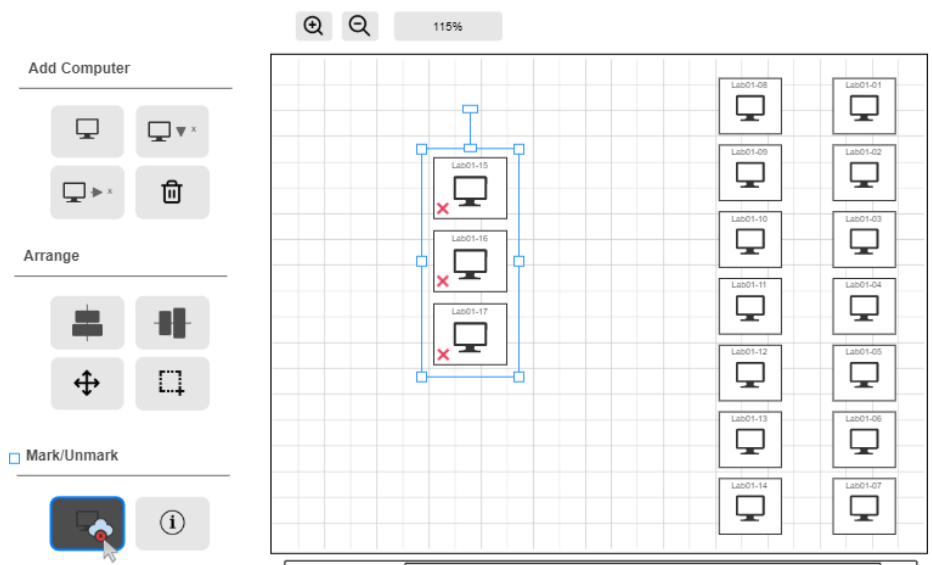 115%
Add Computer
x
x
Arrange
Mark/Unmark
Lab01-15
Lab01-16
Lab01-17
Lab01-08
Lab01-09
Lab01-10
Lab01-11
Lab01-12
Lab01-13
Lab01-14
Lab01-01
Lab01-02
Lab01-03
Lab01-04
Lab01-05
Lab01-06
Lab01-07